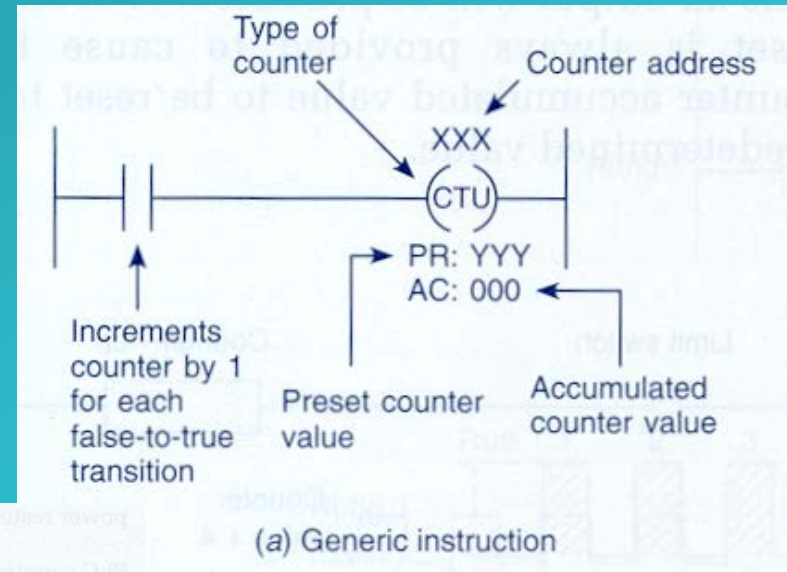 Type of
counter
Counter address
XXX
CTU
PR: YYY
AC: 000
Increments
counter by 1
for each
false-to-true
transition
Preset counter
value
Accumulated
counter value
(a) Generic instruction